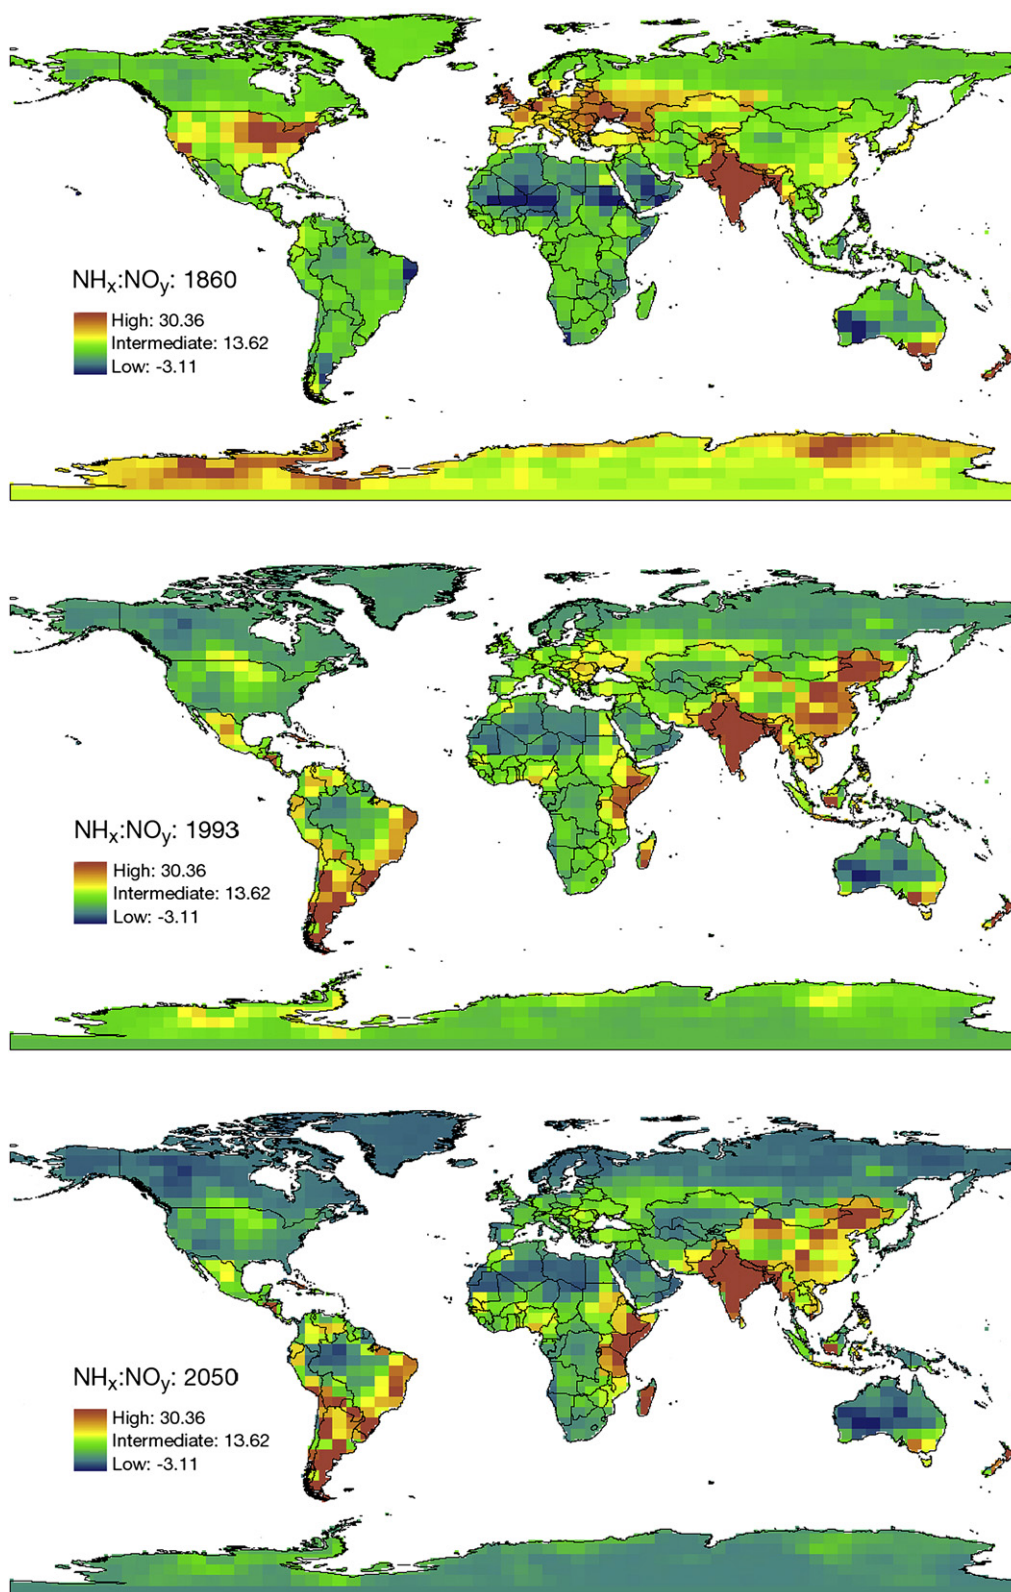 NHx:NOy: 1860
High: 30.36
Intermediate: 13.62
Low: -3.11
NHx:NOy: 1993
High: 30.36
Intermediate: 13.62
Low: -3.11
NHx:NOy: 2050
High: 30.36
Intermediate: 13.62
Low: -3.11